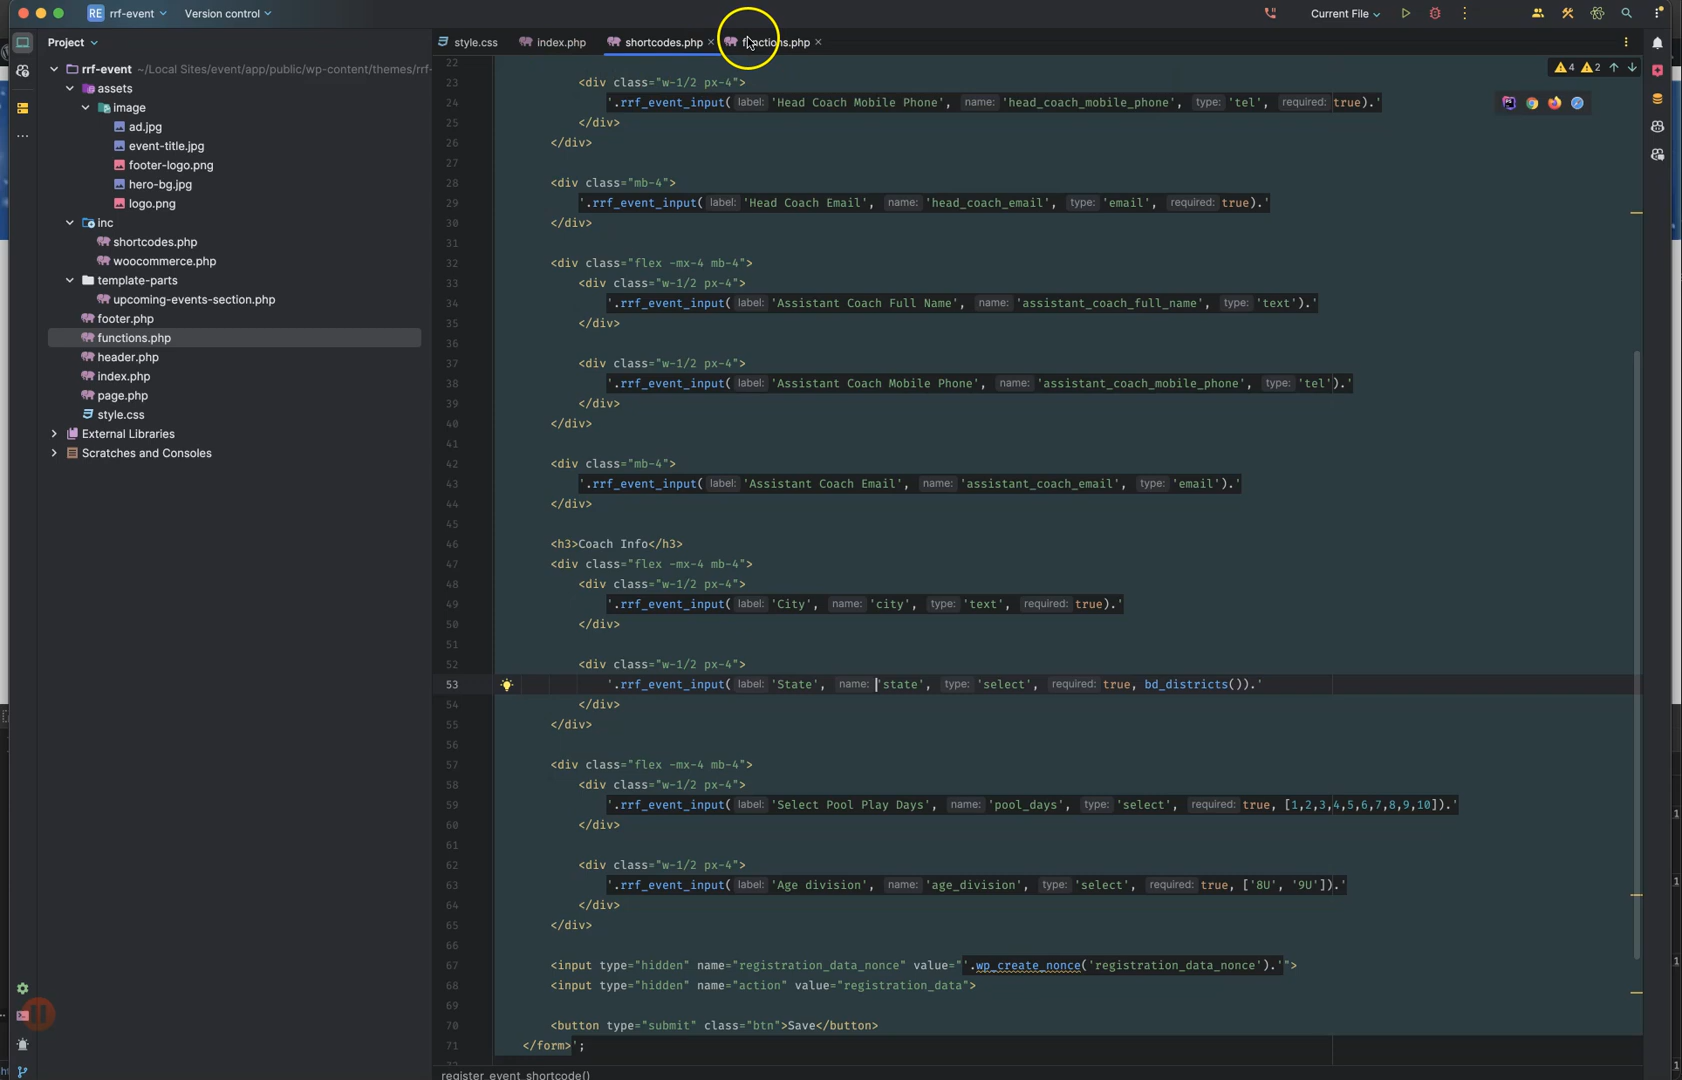 RE rrf-event Version control Current File
Project
style.css index.php shortcodes.php functions.php
rrf-event ~/Local Sites/event/app/public/wp-content/themes/rrf-
assets
image
ad.jpg
event-title.jpg
footer-logo.png
hero-bg.jpg
logo.png
inc
shortcodes.php
woocommerce.php
template-parts
upcoming-events-section.php
footer.php
functions.php
header.php
index.php
page.php
style.css
External Libraries
Scratches and Consoles
4 2
22
23 <div class="w-1/2 px-4">
24 '.rrf_event_input( label: 'Head Coach Mobile Phone', name: 'head_coach_mobile_phone', type: 'tel', required: true).'
25 </div>
26 </div>
27
28 <div class="mb-4">
29 '.rrf_event_input( label: 'Head Coach Email', name: 'head_coach_email', type: 'email', required: true).'
30 </div>
31
32 <div class="flex -mx-4 mb-4">
33 <div class="w-1/2 px-4">
34 '.rrf_event_input( label: 'Assistant Coach Full Name', name: 'assistant_coach_full_name', type: 'text').'
35 </div>
36
37 <div class="w-1/2 px-4">
38 '.rrf_event_input( label: 'Assistant Coach Mobile Phone', name: 'assistant_coach_mobile_phone', type: 'tel').'
39 </div>
40 </div>
41
42 <div class="mb-4">
43 '.rrf_event_input( label: 'Assistant Coach Email', name: 'assistant_coach_email', type: 'email').'
44 </div>
45
46 <h3>Coach Info</h3>
47 <div class="flex -mx-4 mb-4">
48 <div class="w-1/2 px-4">
49 '.rrf_event_input( label: 'City', name: 'city', type: 'text', required: true).'
50 </div>
51
52 <div class="w-1/2 px-4">
53 '.rrf_event_input( label: 'State', name: 'state', type: 'select', required: true, bd_districts()).'
54 </div>
55 </div>
56
57 <div class="flex -mx-4 mb-4">
58 <div class="w-1/2 px-4">
59 '.rrf_event_input( label: 'Select Pool Play Days', name: 'pool_days', type: 'select', required: true, [1,2,3,4,5,6,7,8,9,10]).'
60 </div>
61
62 <div class="w-1/2 px-4">
63 '.rrf_event_input( label: 'Age division', name: 'age_division', type: 'select', required: true, ['8U', '9U']).'
64 </div>
65 </div>
66
67 <input type="hidden" name="registration_data_nonce" value="'.wp_create_nonce('registration_data_nonce').'">
68 <input type="hidden" name="action" value="registration_data">
69
70 <button type="submit" class="btn">Save</button>
71 </form>';
register_event_shortcode()